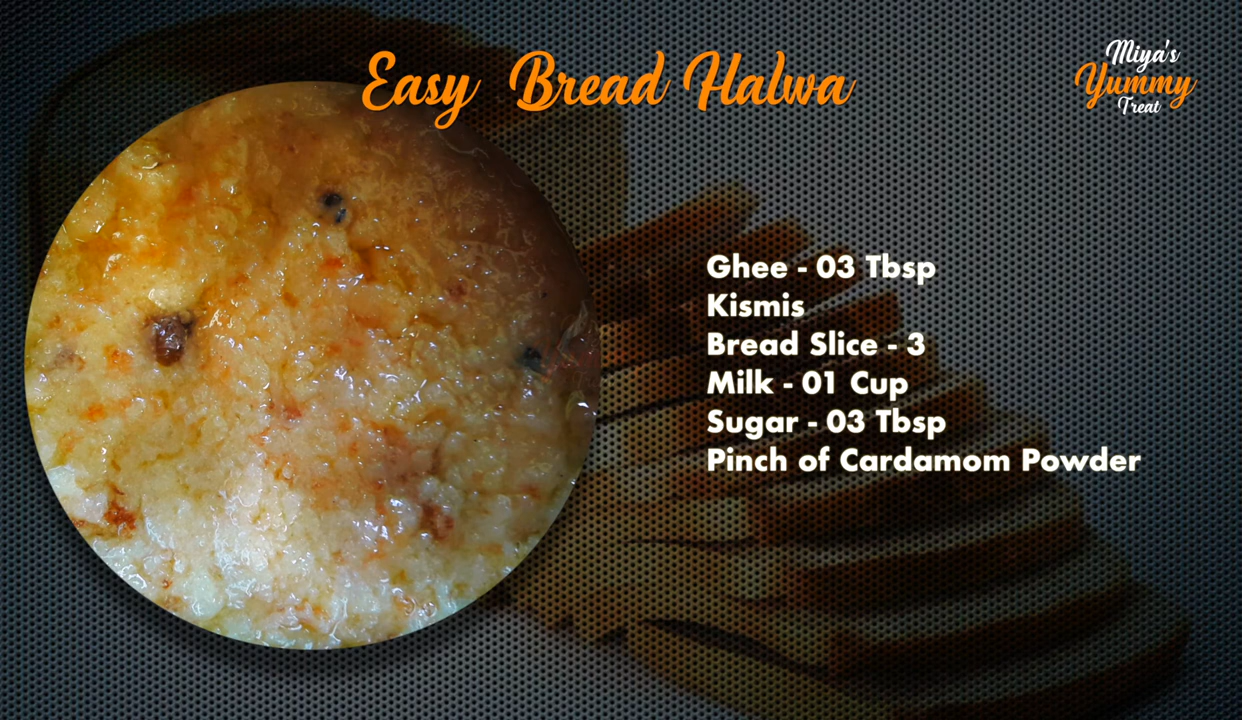 Easy Bread Halwa
Miya's
Yummy
Treat
Ghee - 03 Tbsp
Kismis
Bread Slice - 3
Milk - 01 Cup
Sugar - 03 Tbsp
Pinch of Cardamom Powder